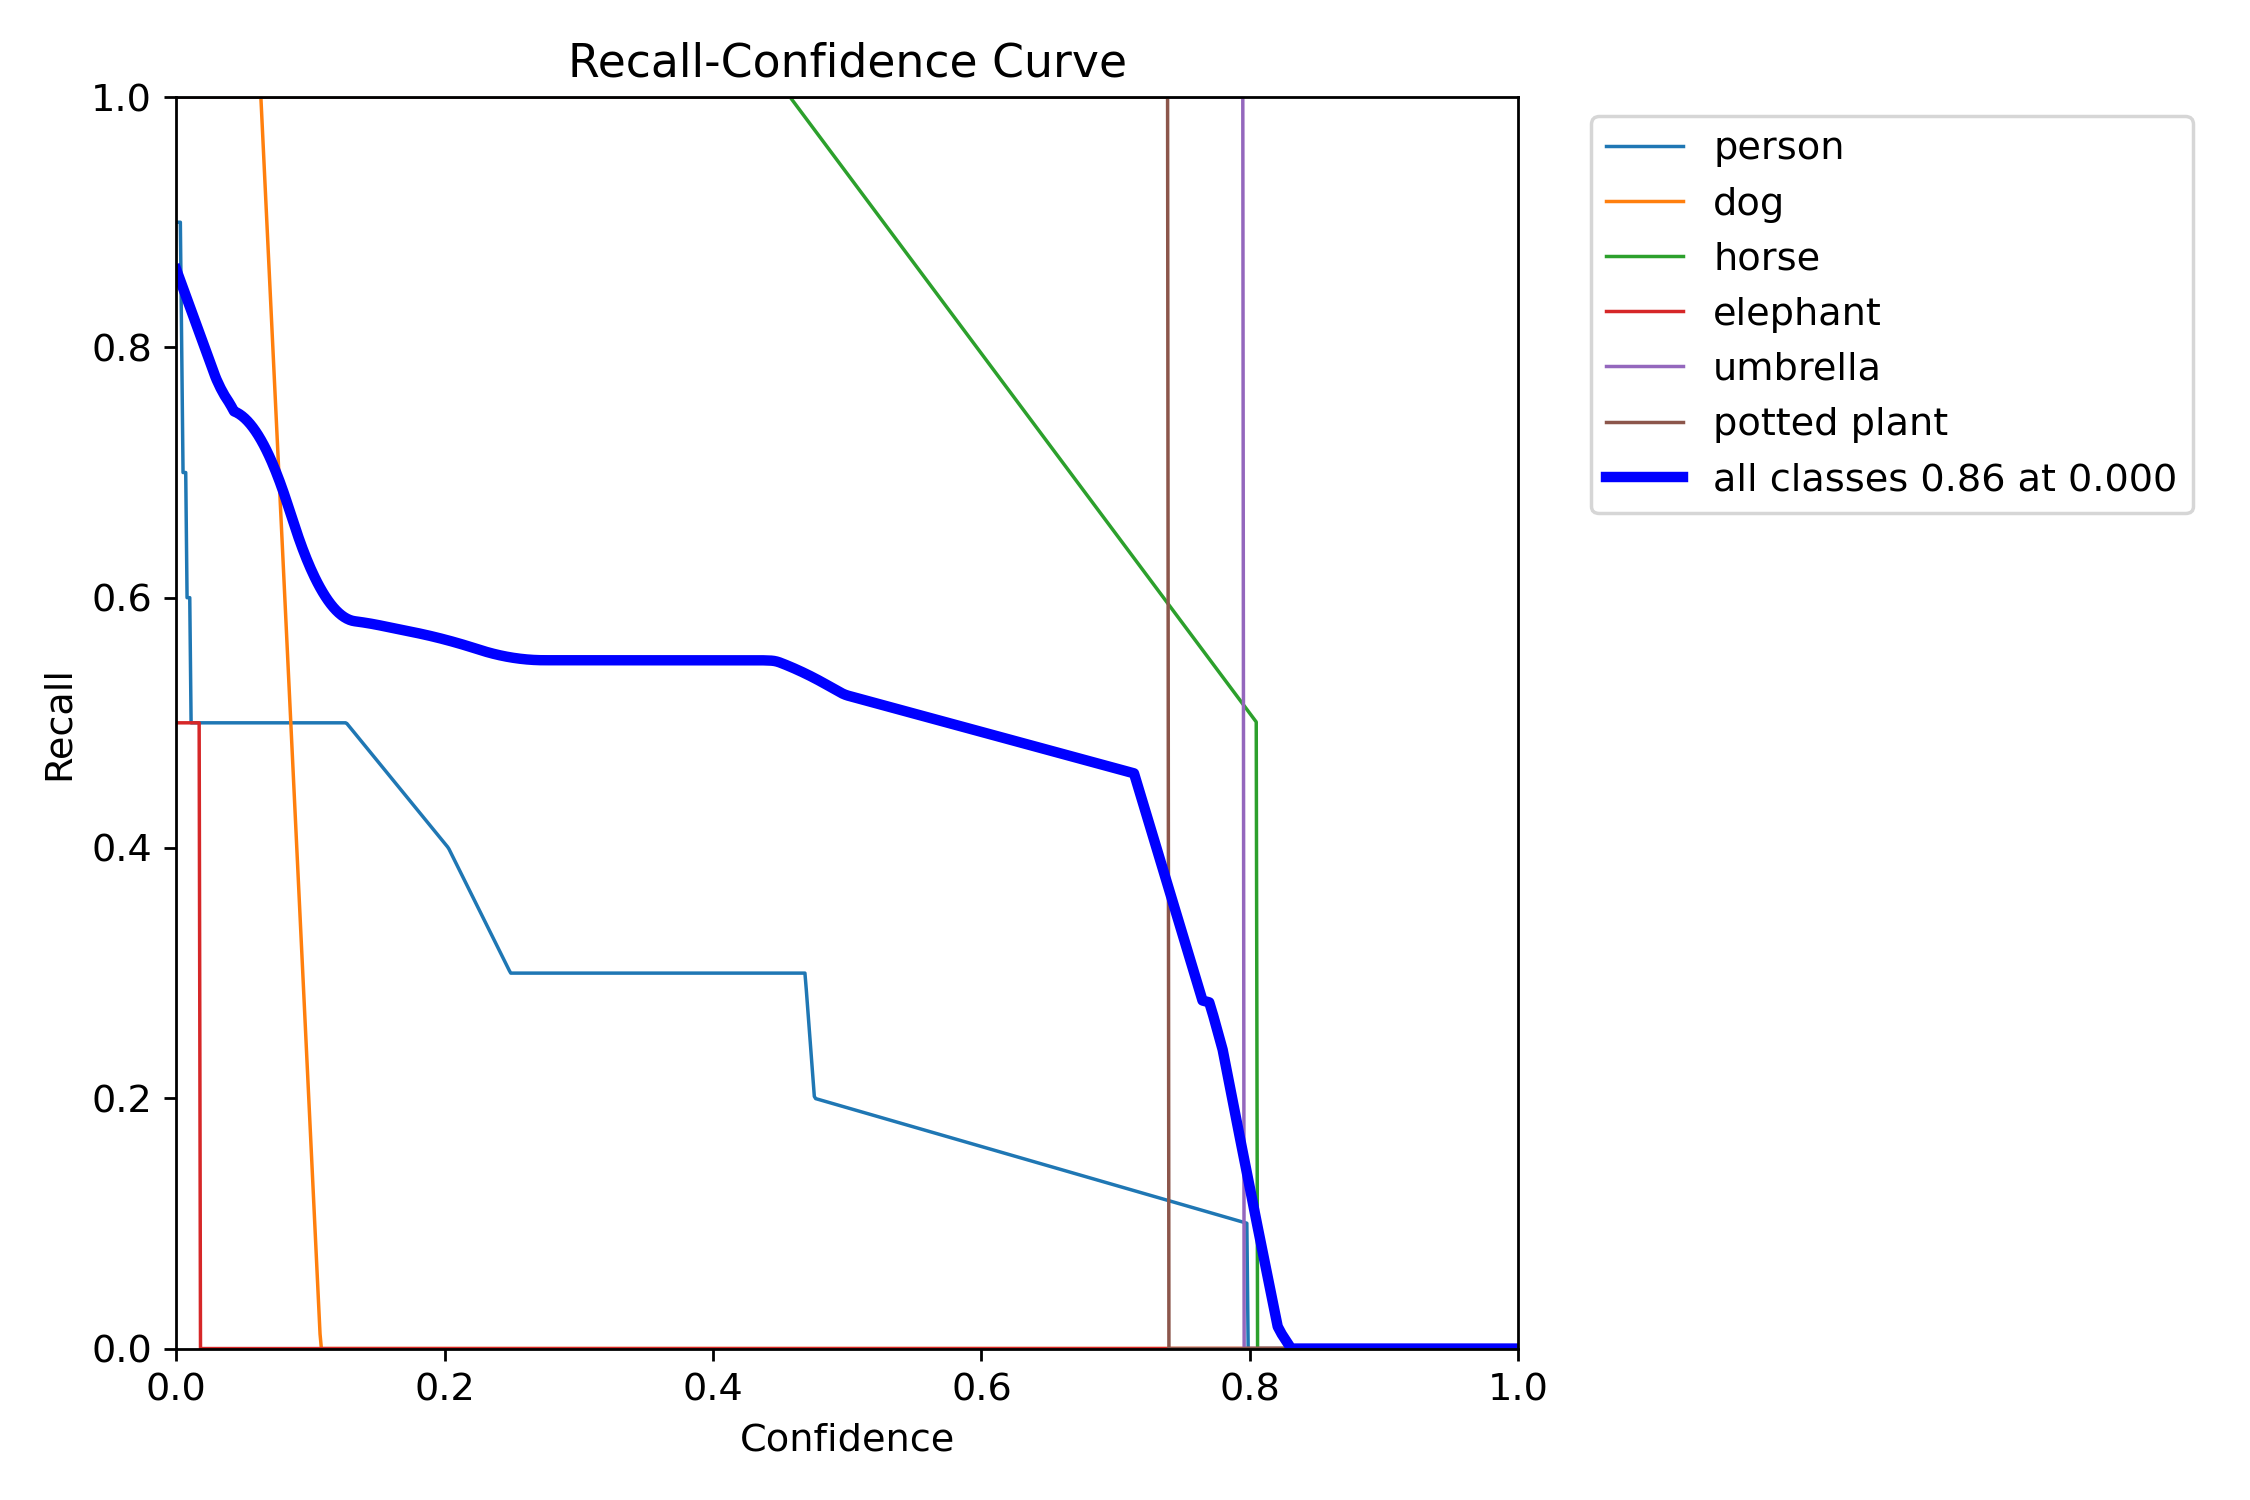 Recall-Confidence Curve
1.0
0.8
0.6
0.4
0.2
0.0
Recall
0.0 0.2 0.4 0.6 0.8 1.0
Confidence
person
dog
horse
elephant
umbrella
potted plant
all classes 0.86 at 0.000